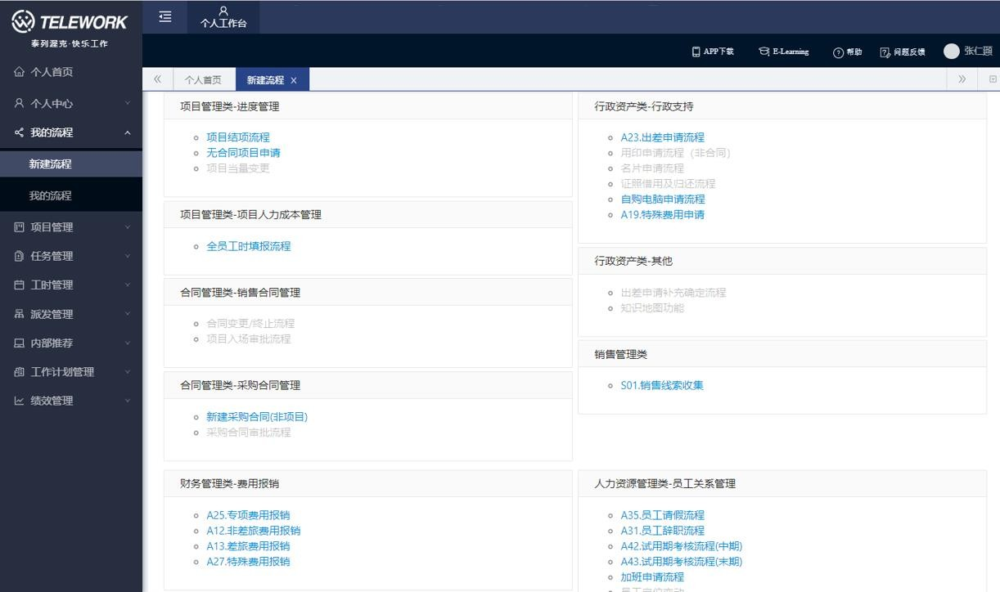 TELEWORK
泰列渥克·快乐工作
个人首页
个人中心
我的流程
新建流程
我的流程
项目管理
任务管理
工时管理
派发管理
内部推荐
工作计划管理
绩效管理
个人工作台
APP下载
E-Learning
帮助
问题反馈
个人首页
新建流程
项目管理类-进度管理
项目结项流程
无合同项目申请
项目当量变更
项目管理类-项目人力成本管理
全员工时填报流程
合同管理类-销售合同管理
合同变更/终止流程
项目入场审批流程
合同管理类-采购合同管理
新建采购合同(非项目)
采购合同审批流程
财务管理类-费用报销
A25.专项费用报销
A12.非差旅费用报销
A13.差旅费用报销
A27.特殊费用报销
行政资产类-行政支持
A23.出差申请流程
用印申请流程（非合同）
名片申请流程
证照借用及归还流程
自购电脑申请流程
A19.特殊费用申请
行政资产类-其他
出差申请补充确定流程
知识地图功能
销售管理类
S01.销售线索收集
人力资源管理类-员工关系管理
A35.员工请假流程
A31.员工辞职流程
A42.试用期考核流程(中期)
A43.试用期考核流程(末期)
加班申请流程